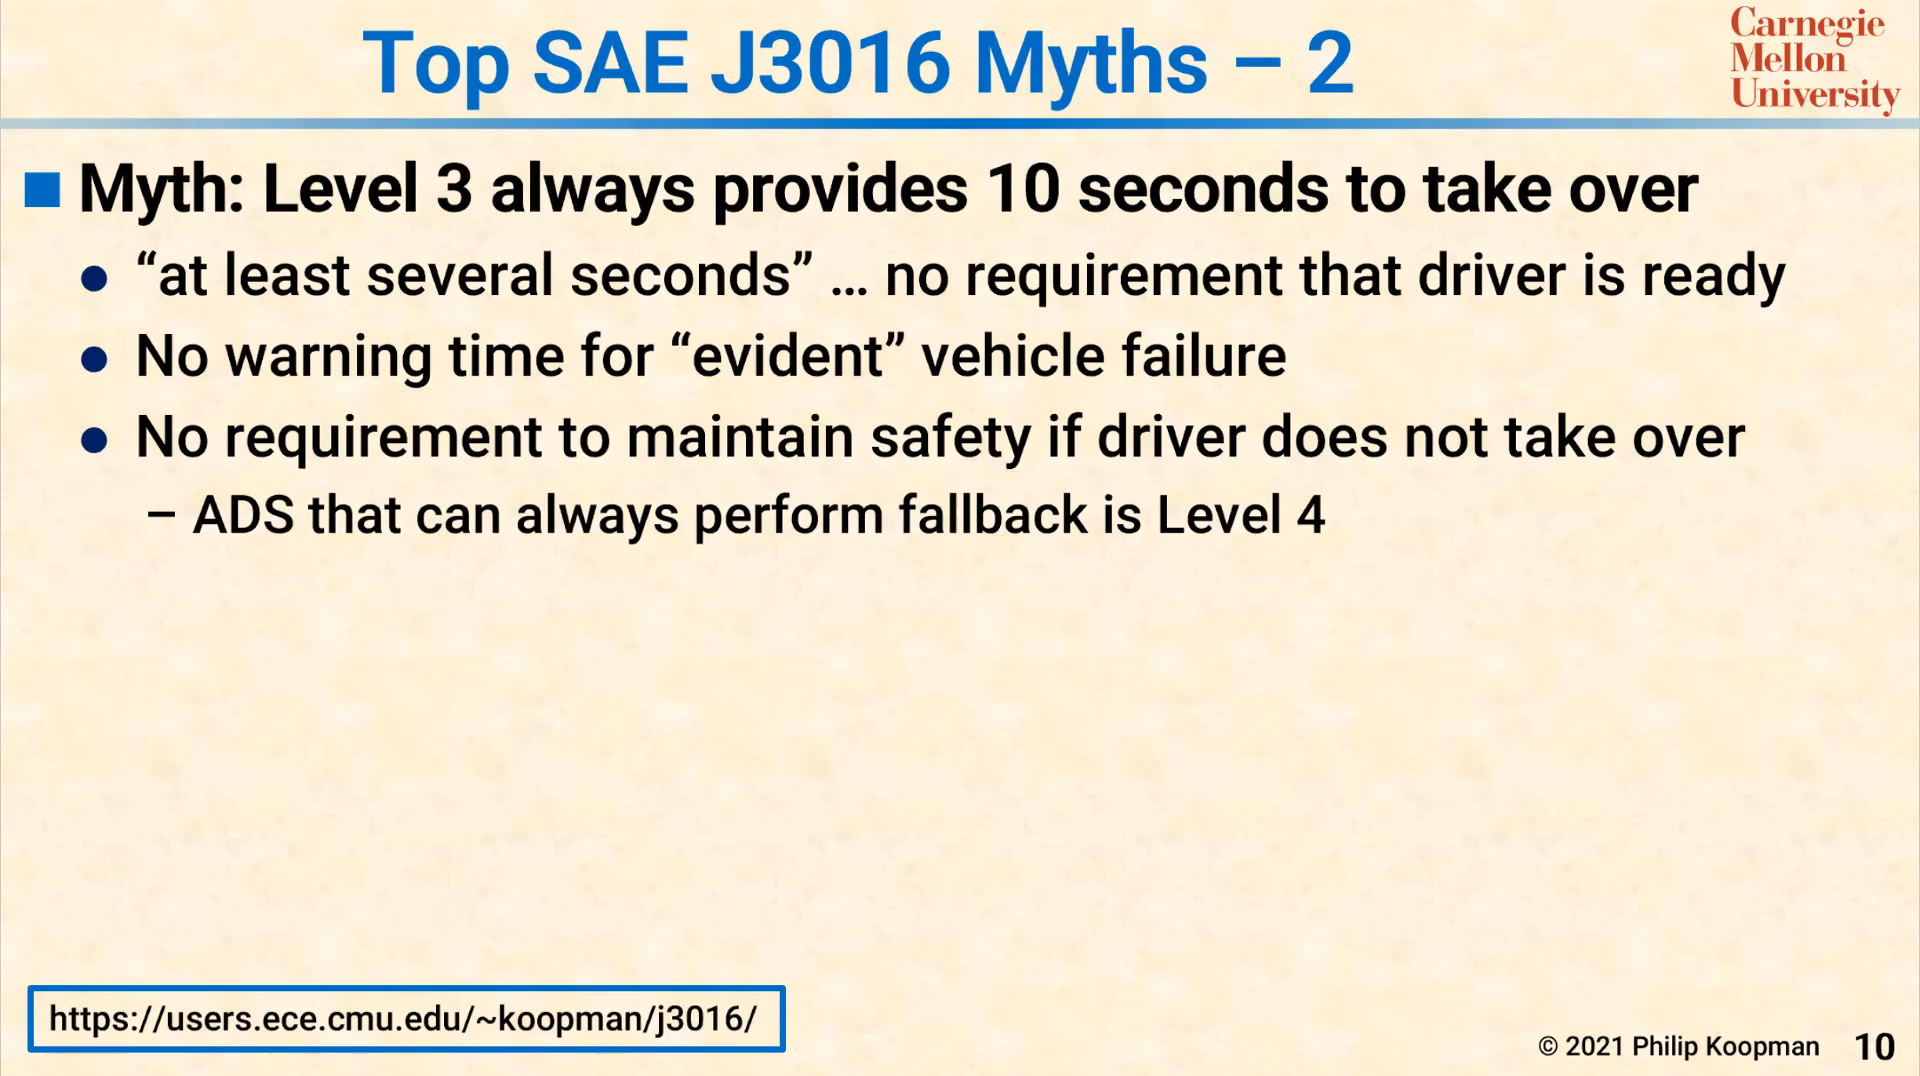 Top SAE J3016 Myths – 2
Carnegie
Mellon
University
Myth: Level 3 always provides 10 seconds to take over
“at least several seconds” ... no requirement that driver is ready
No warning time for “evident” vehicle failure
No requirement to maintain safety if driver does not take over
– ADS that can always perform fallback is Level 4
https://users.ece.cmu.edu/~koopman/j3016/
© 2021 Philip Koopman 10